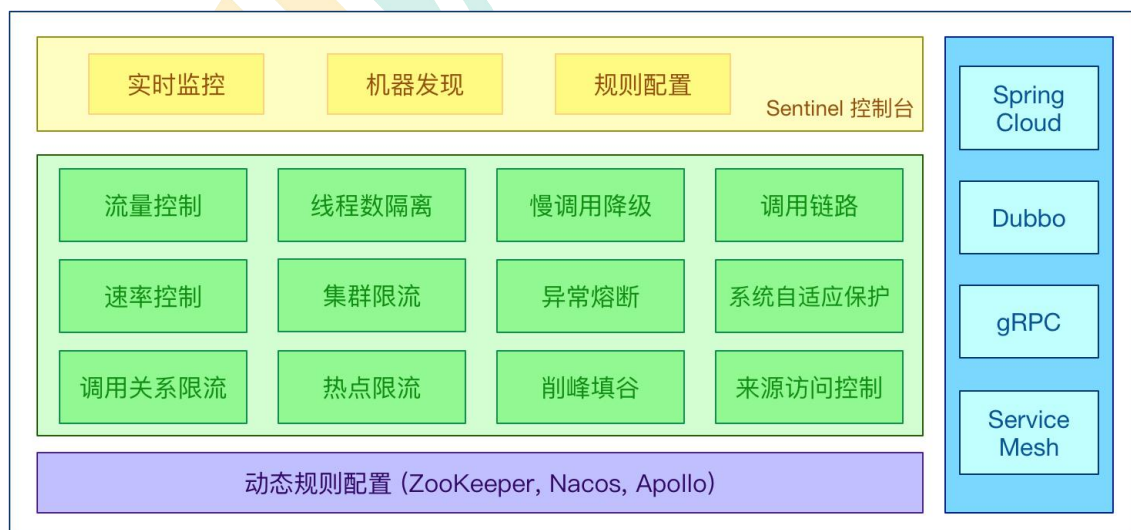 实时监控
机器发现
规则配置
Sentinel 控制台
流量控制
线程数隔离
慢调用降级
调用链路
速率控制
集群限流
异常熔断
系统自适应保护
调用关系限流
热点限流
削峰填谷
来源访问控制
动态规则配置 (ZooKeeper, Nacos, Apollo)
Spring
Cloud
Dubbo
gRPC
Service
Mesh